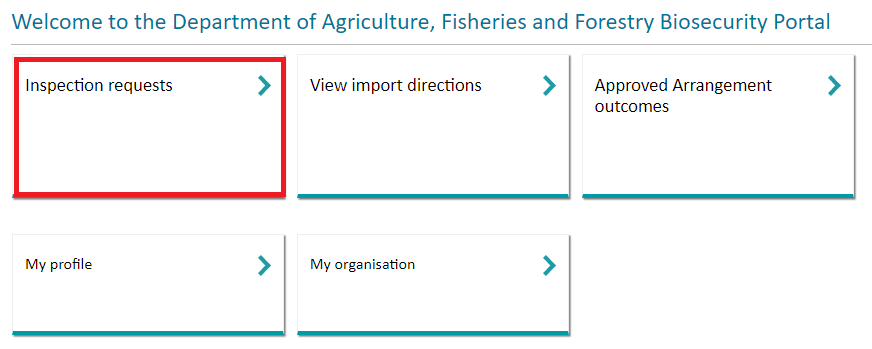 Welcome to the Department of Agriculture, Fisheries and Forestry Biosecurity Portal
Inspection requests
View import directions
Approved Arrangement
outcomes
My profile
My organisation